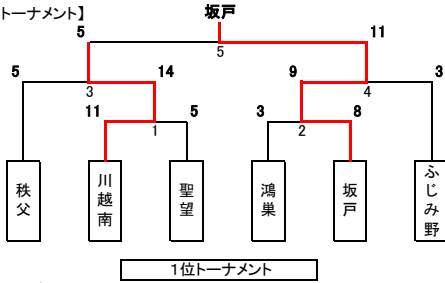 トーナメント】
坂戸
5 11
5
5 14 9 3
3 4
11 5 3 8
1 2
秩父 川越南 聖望 鴻巣 坂戸 ふじみ野
1位トーナメント